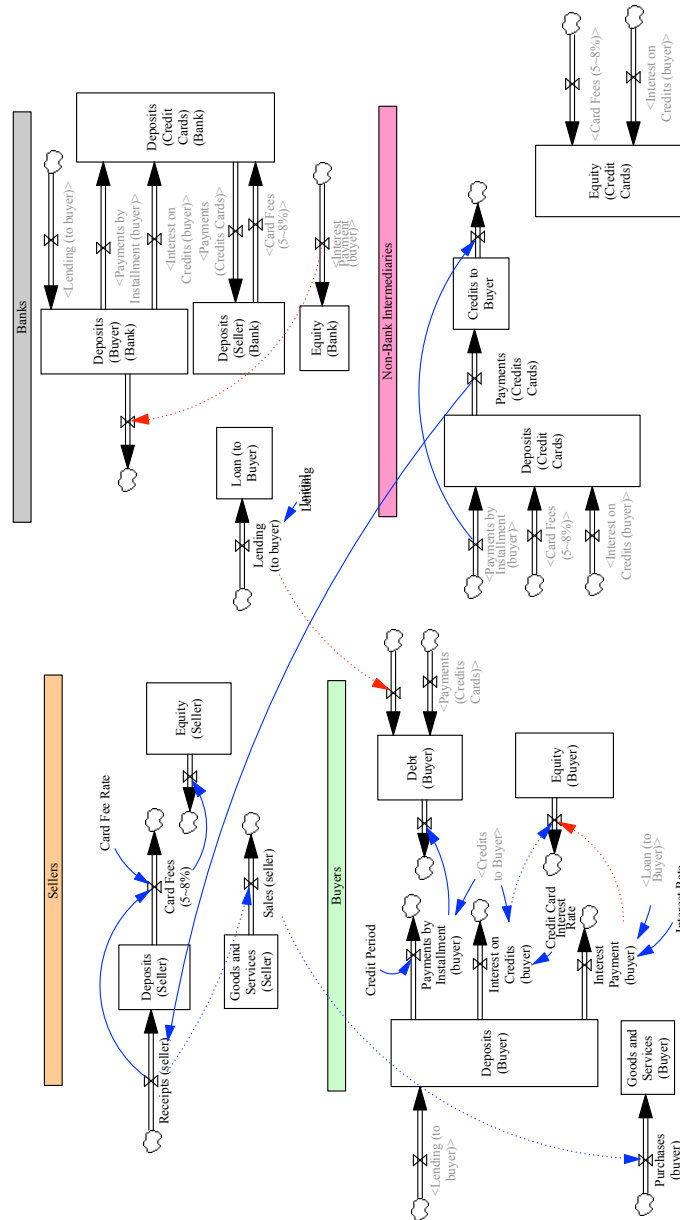 Sellers
Card Fee Rate
Receipts (seller)
Deposits
(Seller)
Card Fees
(5~8%)
Equity
(Seller)
Goods and
Services
(Seller)
Sales (seller)
Banks
Lending
(to buyer)
Loan (to
Buyer)
Initial
Lending
Deposits
(Buyer)
(Bank)
<Lending (to buyer)>
<Payments by
Installment (buyer)>
<Interest on
Credits (buyer)>
Deposits
(Credit
Cards)
(Bank)
<Payments
(Credits Cards)>
<Card Fees
(5~8%)>
Deposits
(Seller)
(Bank)
Equity
(Bank)
<Interest
Payment
(buyer)>
Buyers
<Lending (to
buyer)>
Deposits
(Buyer)
Credit Period
Payments by
Installment
(buyer)
Interest on
Credits
(buyer)
Credit Card
Interest
Rate
Interest
Payment
(buyer)
<Loan (to
Buyer)>
Interest Rate
<Credits
to Buyer>
Debt
(Buyer)
<Payments
(Credits
Cards)>
Equity
(Buyer)
Purchases
(buyer)
Goods and
Services
(Buyer)
Non-Bank Intermediaries
<Payments by
Installment
(buyer)>
<Card Fees
(5~8%)>
<Interest on
Credits (buyer)>
Deposits
(Credit
Cards)
Payments
(Credits
Cards)
Credits to
Buyer
Equity
(Credit
Cards)
<Card Fees (5~8%)>
<Interest on
Credits (buyer)>